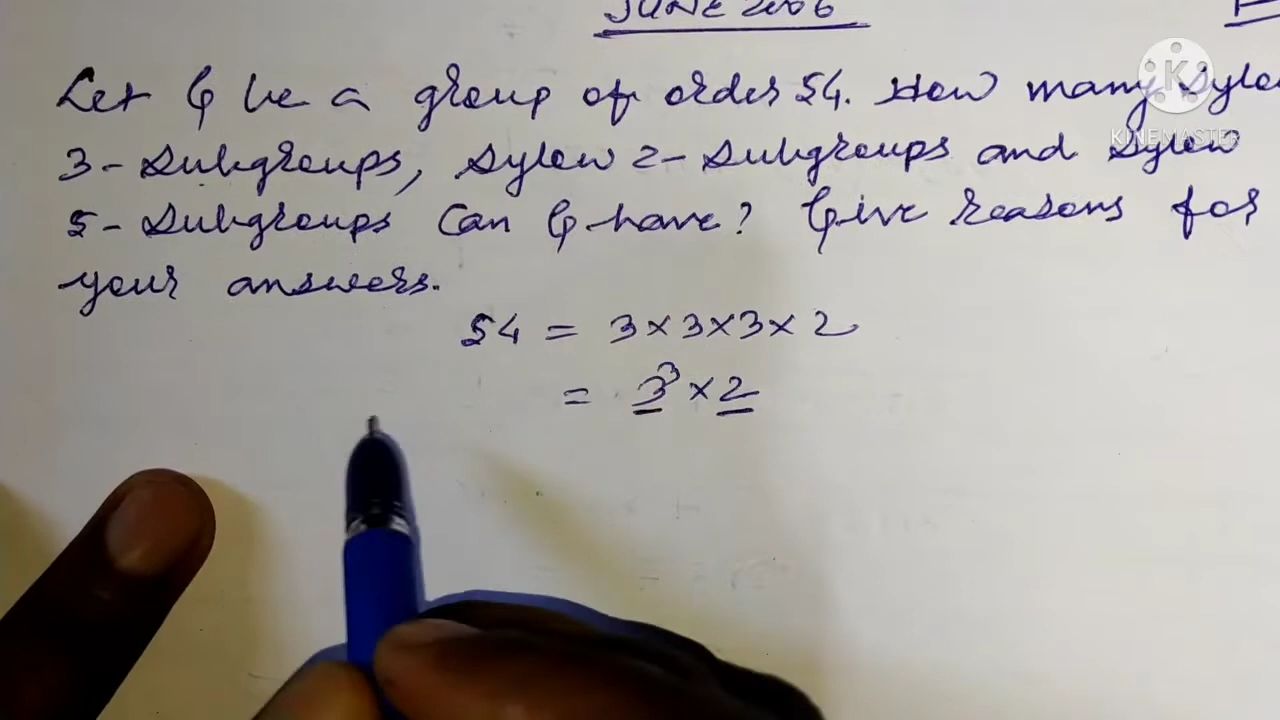 JUNE 2006
Let G be a group of order 54. How many Sylow
3-Subgroups, Sylow 2-Subgroups and Sylow
5-Subgroups Can G have? Give reasons for
your answers.
54 = 3×3×3×2
= 3³×2
K
KINEMASTER